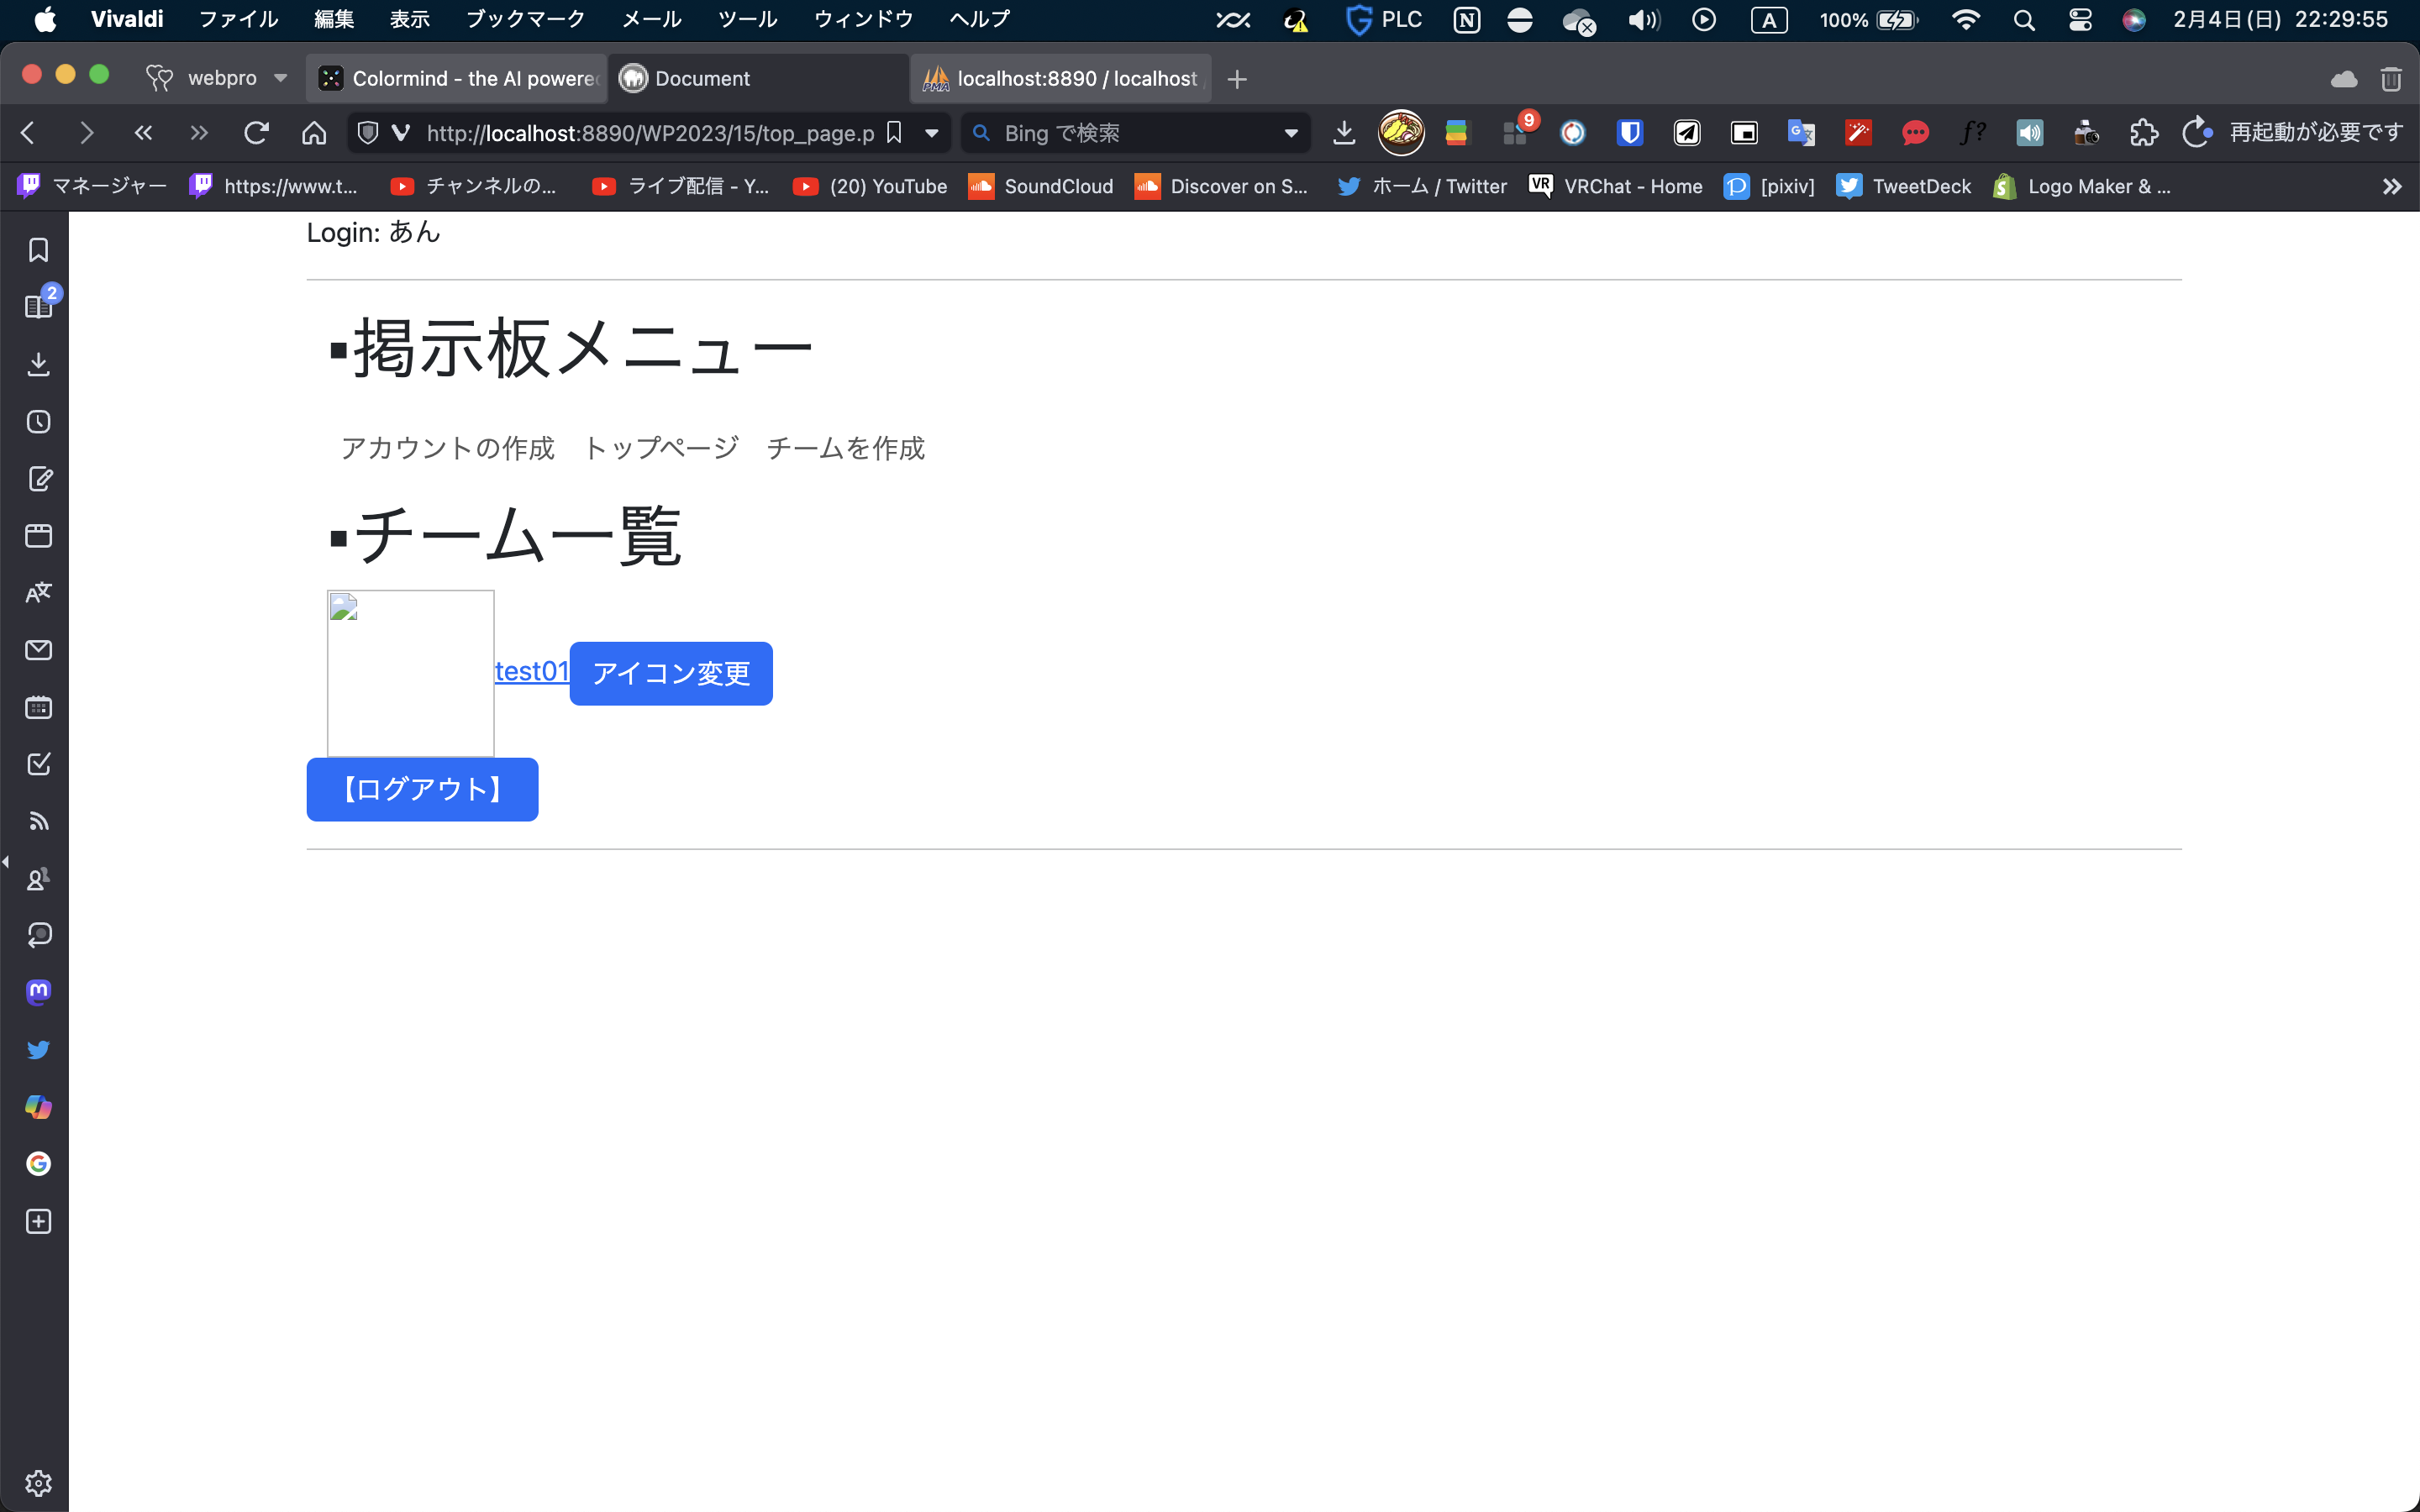 Vivaldi ファイル 編集 表示 ブックマーク メール ツール ウィンドウ ヘルプ PLC A 100% 2月4日(日) 22:29:55
webpro Colormind - the AI powere Document localhost:8890 / localhost
http://localhost:8890/WP2023/15/top_page.p Bing で検索 9 再起動が必要です
マネージャー https://www.t... チャンネルの... ライブ配信 - Y... (20) YouTube SoundCloud Discover on S... ホーム / Twitter VRChat - Home [pixiv] TweetDeck Logo Maker & ...
2
Login: あん
▪掲示板メニュー
アカウントの作成 トップページ チームを作成
▪チーム一覧
test01 アイコン変更
【ログアウト】